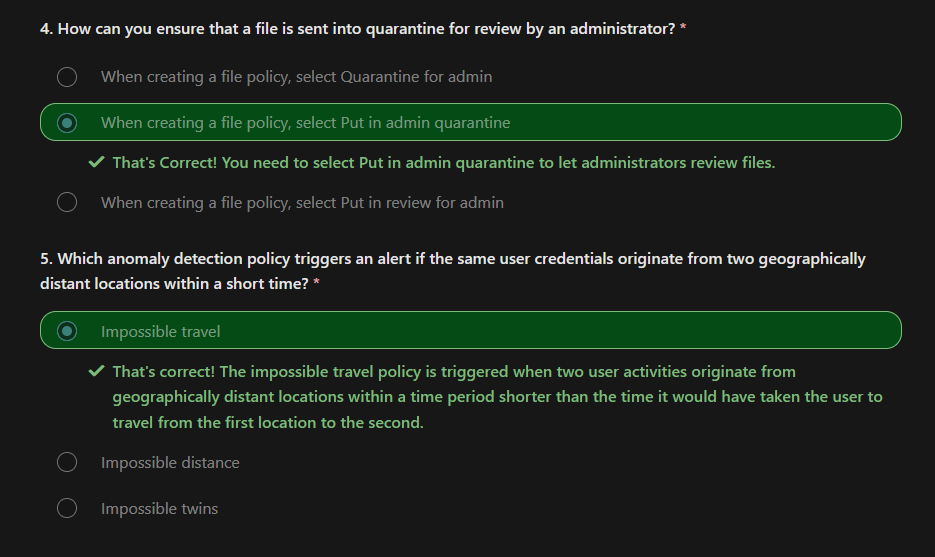 4. How can you ensure that a file is sent into quarantine for review by an administrator? *
When creating a file policy, select Quarantine for admin
When creating a file policy, select Put in admin quarantine
That's Correct! You need to select Put in admin quarantine to let administrators review files.
When creating a file policy, select Put in review for admin
5. Which anomaly detection policy triggers an alert if the same user credentials originate from two geographically
distant locations within a short time? *
Impossible travel
That's correct! The impossible travel policy is triggered when two user activities originate from
geographically distant locations within a time period shorter than the time it would have taken the user to
travel from the first location to the second.
Impossible distance
Impossible twins